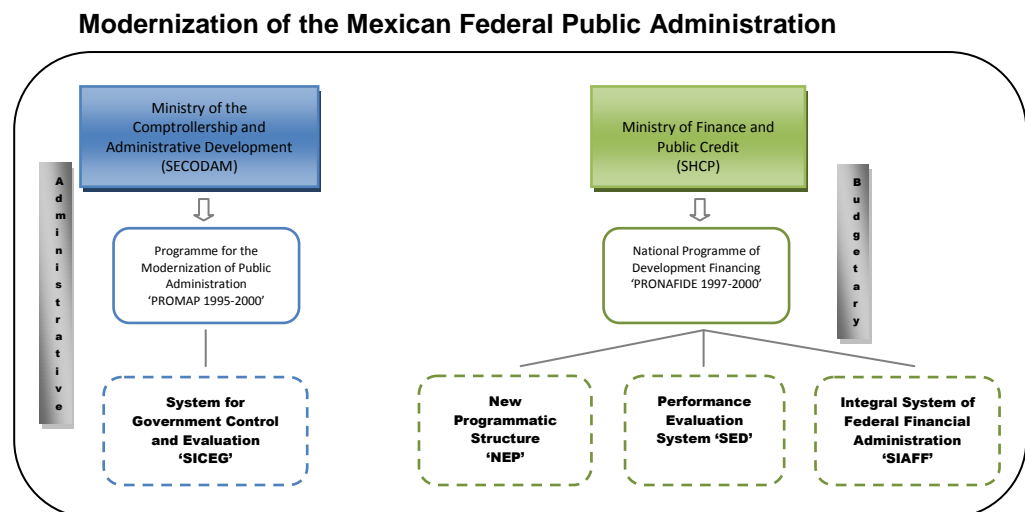 Modernization of the Mexican Federal Public Administration
Administrative
Ministry of the
Comptrollership and
Administrative Development
(SECODAM)
Programme for the
Modernization of Public
Administration
‘PROMAP 1995-2000’
System for
Government Control
and Evaluation
‘SICEG’
Ministry of Finance and
Public Credit
(SHCP)
Budgetary
National Programme of
Development Financing
‘PRONAFIDE 1997-2000’
New
Programmatic
Structure
‘NEP’
Performance
Evaluation
System ‘SED’
Integral System of
Federal Financial
Administration
‘SIAFF’